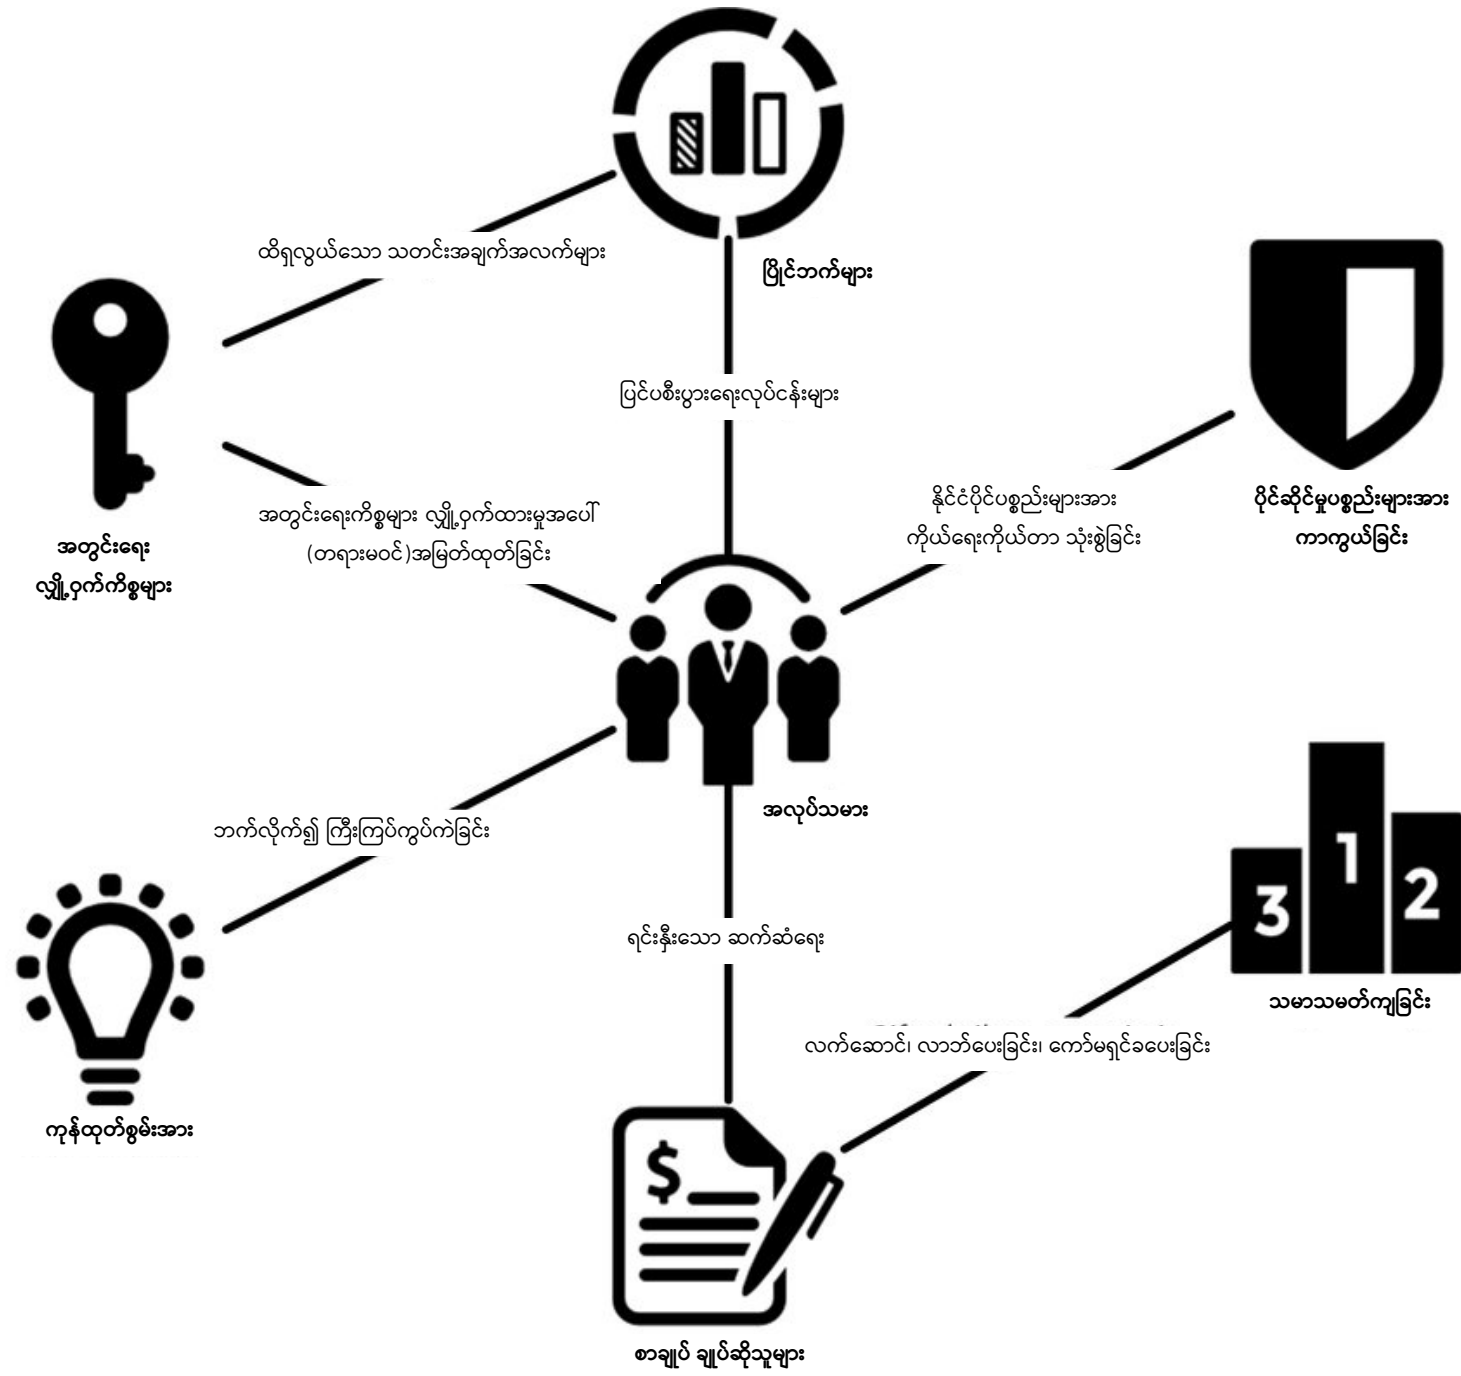 ထိရှလွယ်သော သတင်းအချက်အလက်များ
ပြိုင်ဘက်များ
ပြင်ပစီးပွားရေးလုပ်ငန်းများ
အတွင်းရေးကိစ္စများ လျှို့ဝှက်ထားမှုအပေါ်
(တရားမဝင်)အမြတ်ထုတ်ခြင်း
နိုင်ငံပိုင်ပစ္စည်းများအား
ကိုယ်ရေးကိုယ်တာ သုံးစွဲခြင်း
ပိုင်ဆိုင်မှုပစ္စည်းများအား
ကာကွယ်ခြင်း
အတွင်းရေး
လျှို့ဝှက်ကိစ္စများ
အလုပ်သမား
ဘက်လိုက်၍ ကြီးကြပ်ကွပ်ကဲခြင်း
3
1
2
ရင်းနှီးသော ဆက်ဆံရေး
သမာသမတ်ကျခြင်း
လက်ဆောင်၊ လာဘ်ပေးခြင်း၊ ကော်မရှင်ခပေးခြင်း
ကုန်ထုတ်စွမ်းအား
$
စာချုပ် ချုပ်ဆိုသူများ